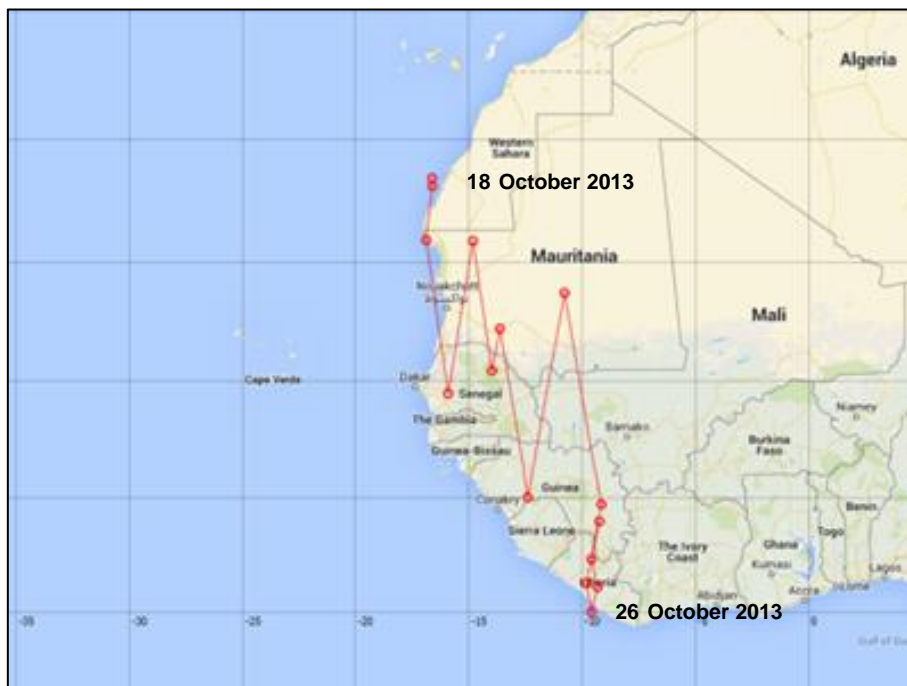 Algeria
Western
Sahara
18 October 2013
Mauritania
Nouakchott
Mali
Dakar
Cape Verde
Senegal
The Gambia
Niamey
Bamako
Guinea-Bissau
Burkina
Faso
Guinea
Conakry
Benin
Sierra Leone
The Ivory
Coast
Ghana
Togo
Kumasi
Lagos
Liberia
Abidjan
Accra
26 October 2013
-35
-30
-25
-20
-15
-10
-5
0